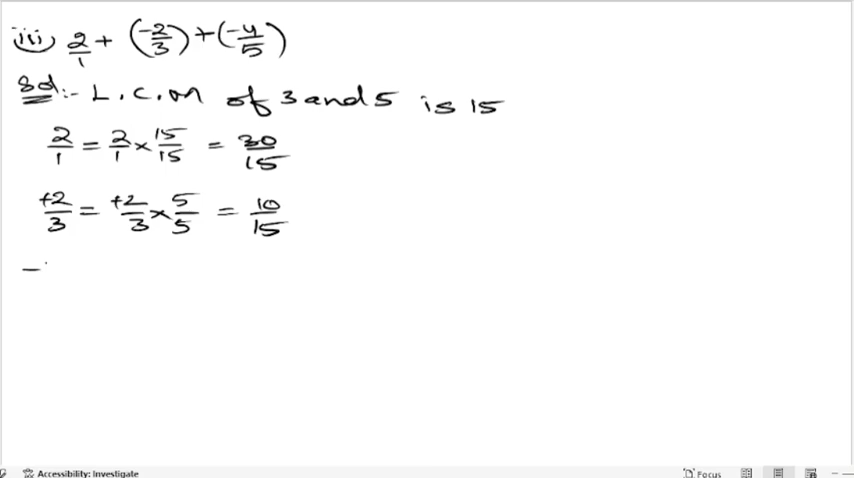 iii) 2/1 + (-2/3) + (-4/5)
Sol:- L.C.M of 3 and 5 is 15
2/1 = 2/1 × 15/15 = 30/15
+2/3 = +2/3 × 5/5 = 10/15
-
Accessibility: Investigate
Focus